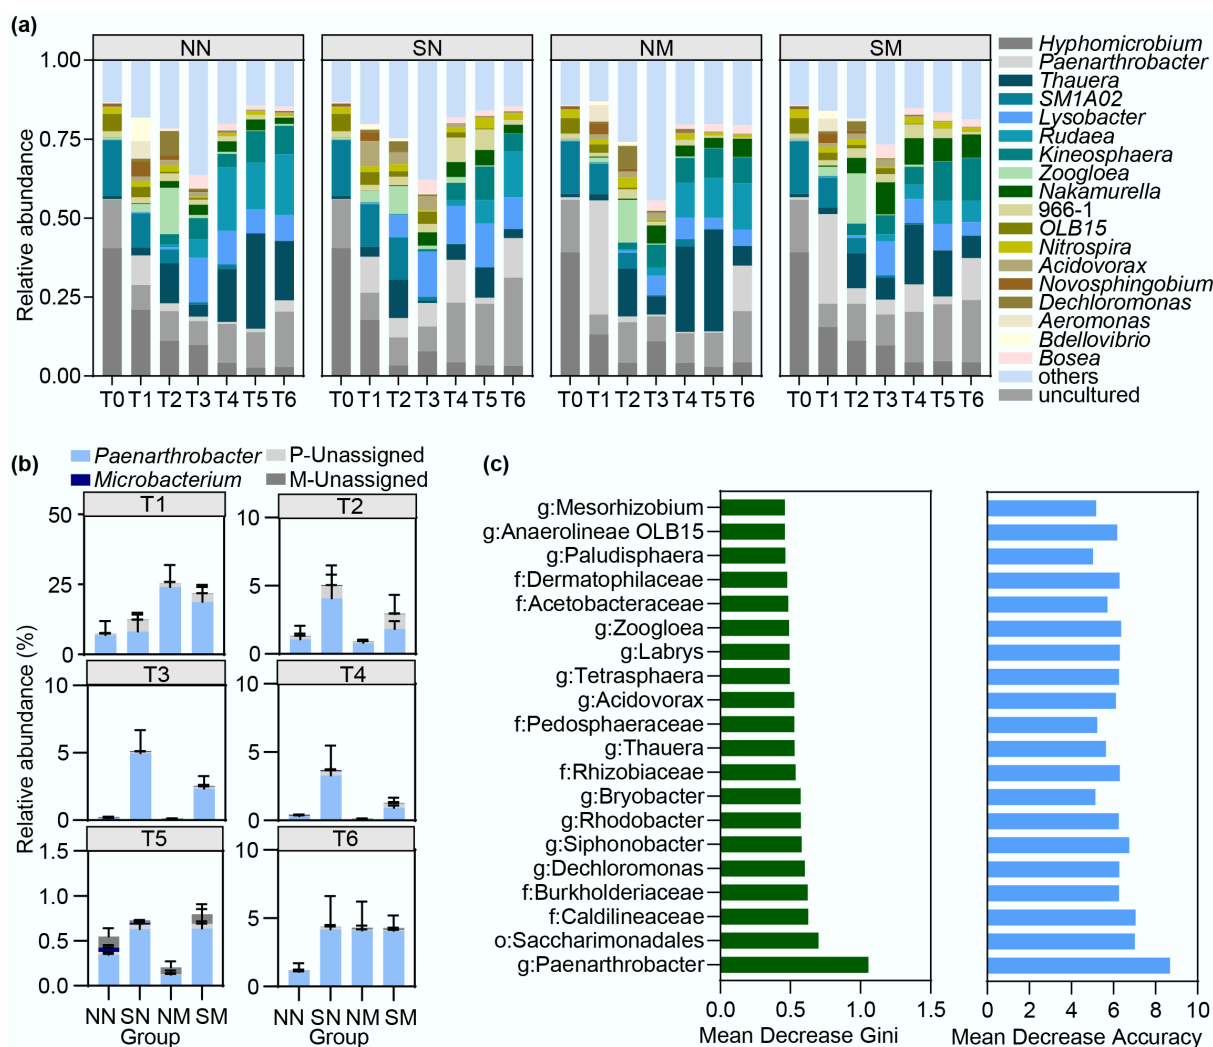 (a)
NN
SN
NM
SM
Relative abundance
1.00
0.75
0.50
0.25
0.00
T0 T1 T2 T3 T4 T5 T6
T0 T1 T2 T3 T4 T5 T6
T0 T1 T2 T3 T4 T5 T6
T0 T1 T2 T3 T4 T5 T6
Hyphomicrobium
Paenarthrobacter
Thauera
SM1A02
Lysobacter
Rudaea
Kineosphaera
Zoogloea
Nakamurella
966-1
OLB15
Nitrospira
Acidovorax
Novosphingobium
Dechloromonas
Aeromonas
Bdellovibrio
Bosea
others
uncultured
(b)
Paenarthrobacter P-Unassigned
Microbacterium M-Unassigned
Relative abundance (%)
T1
50
25
0
T2
10
5
0
T3
10
5
0
T4
10
5
0
T5
1.5
1.0
0.5
0.0
T6
10
5
0
NN SN NM SM
Group
NN SN NM SM
Group
(c)
g:Mesorhizobium
g:Anaerolineae OLB15
g:Paludisphaera
f:Dermatophilaceae
f:Acetobacteraceae
g:Zoogloea
g:Labrys
g:Tetrasphaera
g:Acidovorax
f:Pedosphaeraceae
g:Thauera
f:Rhizobiaceae
g:Bryobacter
g:Rhodobacter
g:Siphonobacter
g:Dechloromonas
f:Burkholderiaceae
f:Caldilineaceae
o:Saccharimonadales
g:Paenarthrobacter
0.0 0.5 1.0 1.5
Mean Decrease Gini
0 2 4 6 8 10
Mean Decrease Accuracy